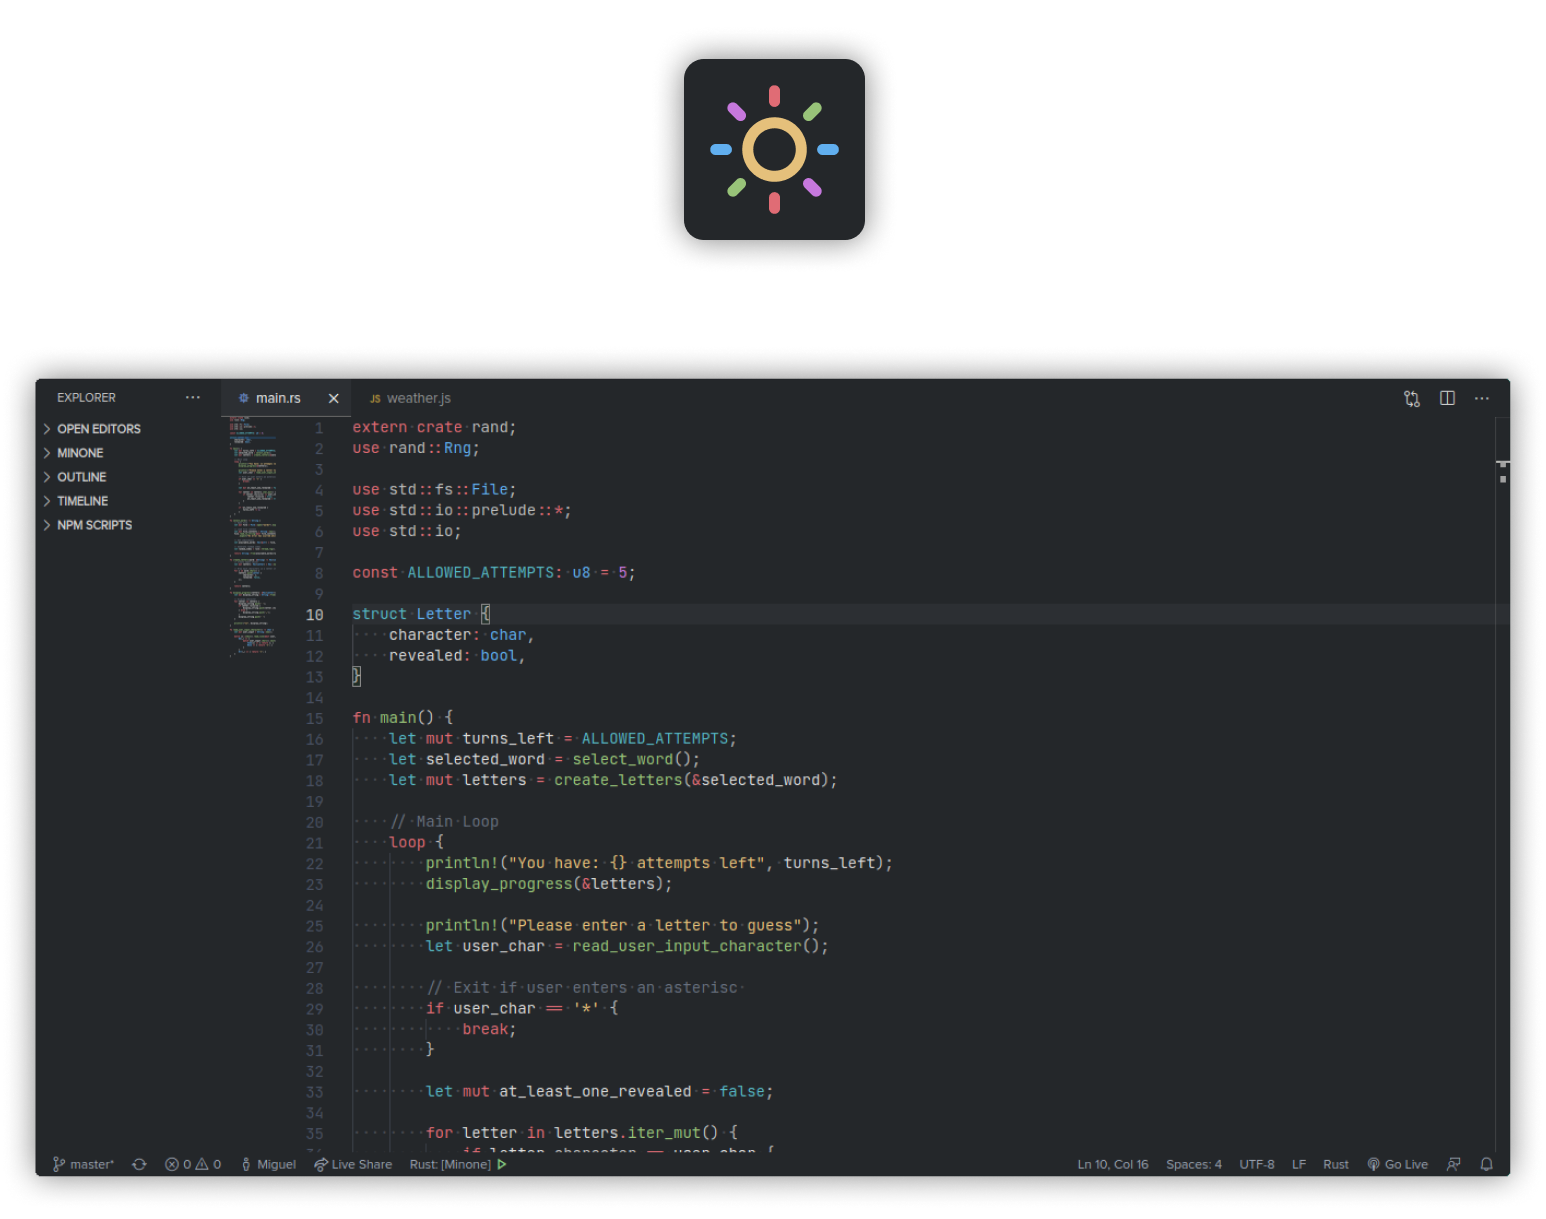 EXPLORER
main.rs
JS weather.js
OPEN EDITORS
MINONE
OUTLINE
TIMELINE
NPM SCRIPTS
1 extern crate rand;
2 use rand::Rng;
3
4 use std::fs::File;
5 use std::io::prelude::*;
6 use std::io;
7
8 const ALLOWED_ATTEMPTS: u8 = 5;
9
10 struct Letter {
11 character: char,
12 revealed: bool,
13 }
14
15 fn main() {
16 let mut turns_left = ALLOWED_ATTEMPTS;
17 let selected_word = select_word();
18 let mut letters = create_letters(&selected_word);
19
20 // Main Loop
21 loop {
22 println!("You have: {} attempts left", turns_left);
23 display_progress(&letters);
24
25 println!("Please enter a letter to guess");
26 let user_char = read_user_input_character();
27
28 // Exit if user enters an asterisc
29 if user_char == '*' {
30 break;
31 }
32
33 let mut at_least_one_revealed = false;
34
35 for letter in letters.iter_mut() {
master* 0 0 Miguel Live Share Rust: [Minone] Ln 10, Col 16 Spaces: 4 UTF-8 LF Rust Go Live